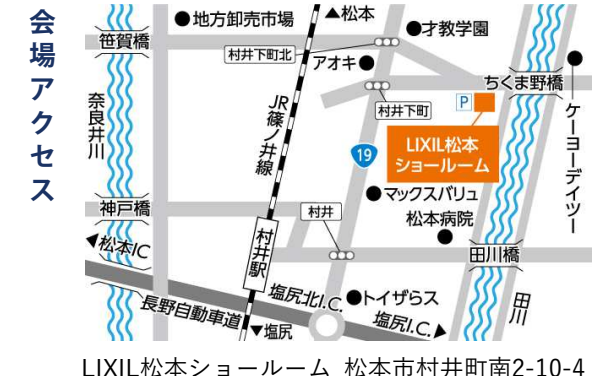 会場アクセス
●地方卸売市場
▲松本
●才教学園
笹賀橋
村井下町北
アオキ●
ちくま野橋
奈良井川
JR篠ノ井線
村井下町
P
19
LIXIL松本
ショールーム
ケーヨーデイツー
●マックスバリュ
神戸橋
村井
松本病院
◀松本IC
村井駅
田川橋
長野自動車道
塩尻北I.C.
●トイザらス
田川
▼塩尻
塩尻I.C.▶
LIXIL松本ショールーム 松本市村井町南2-10-4